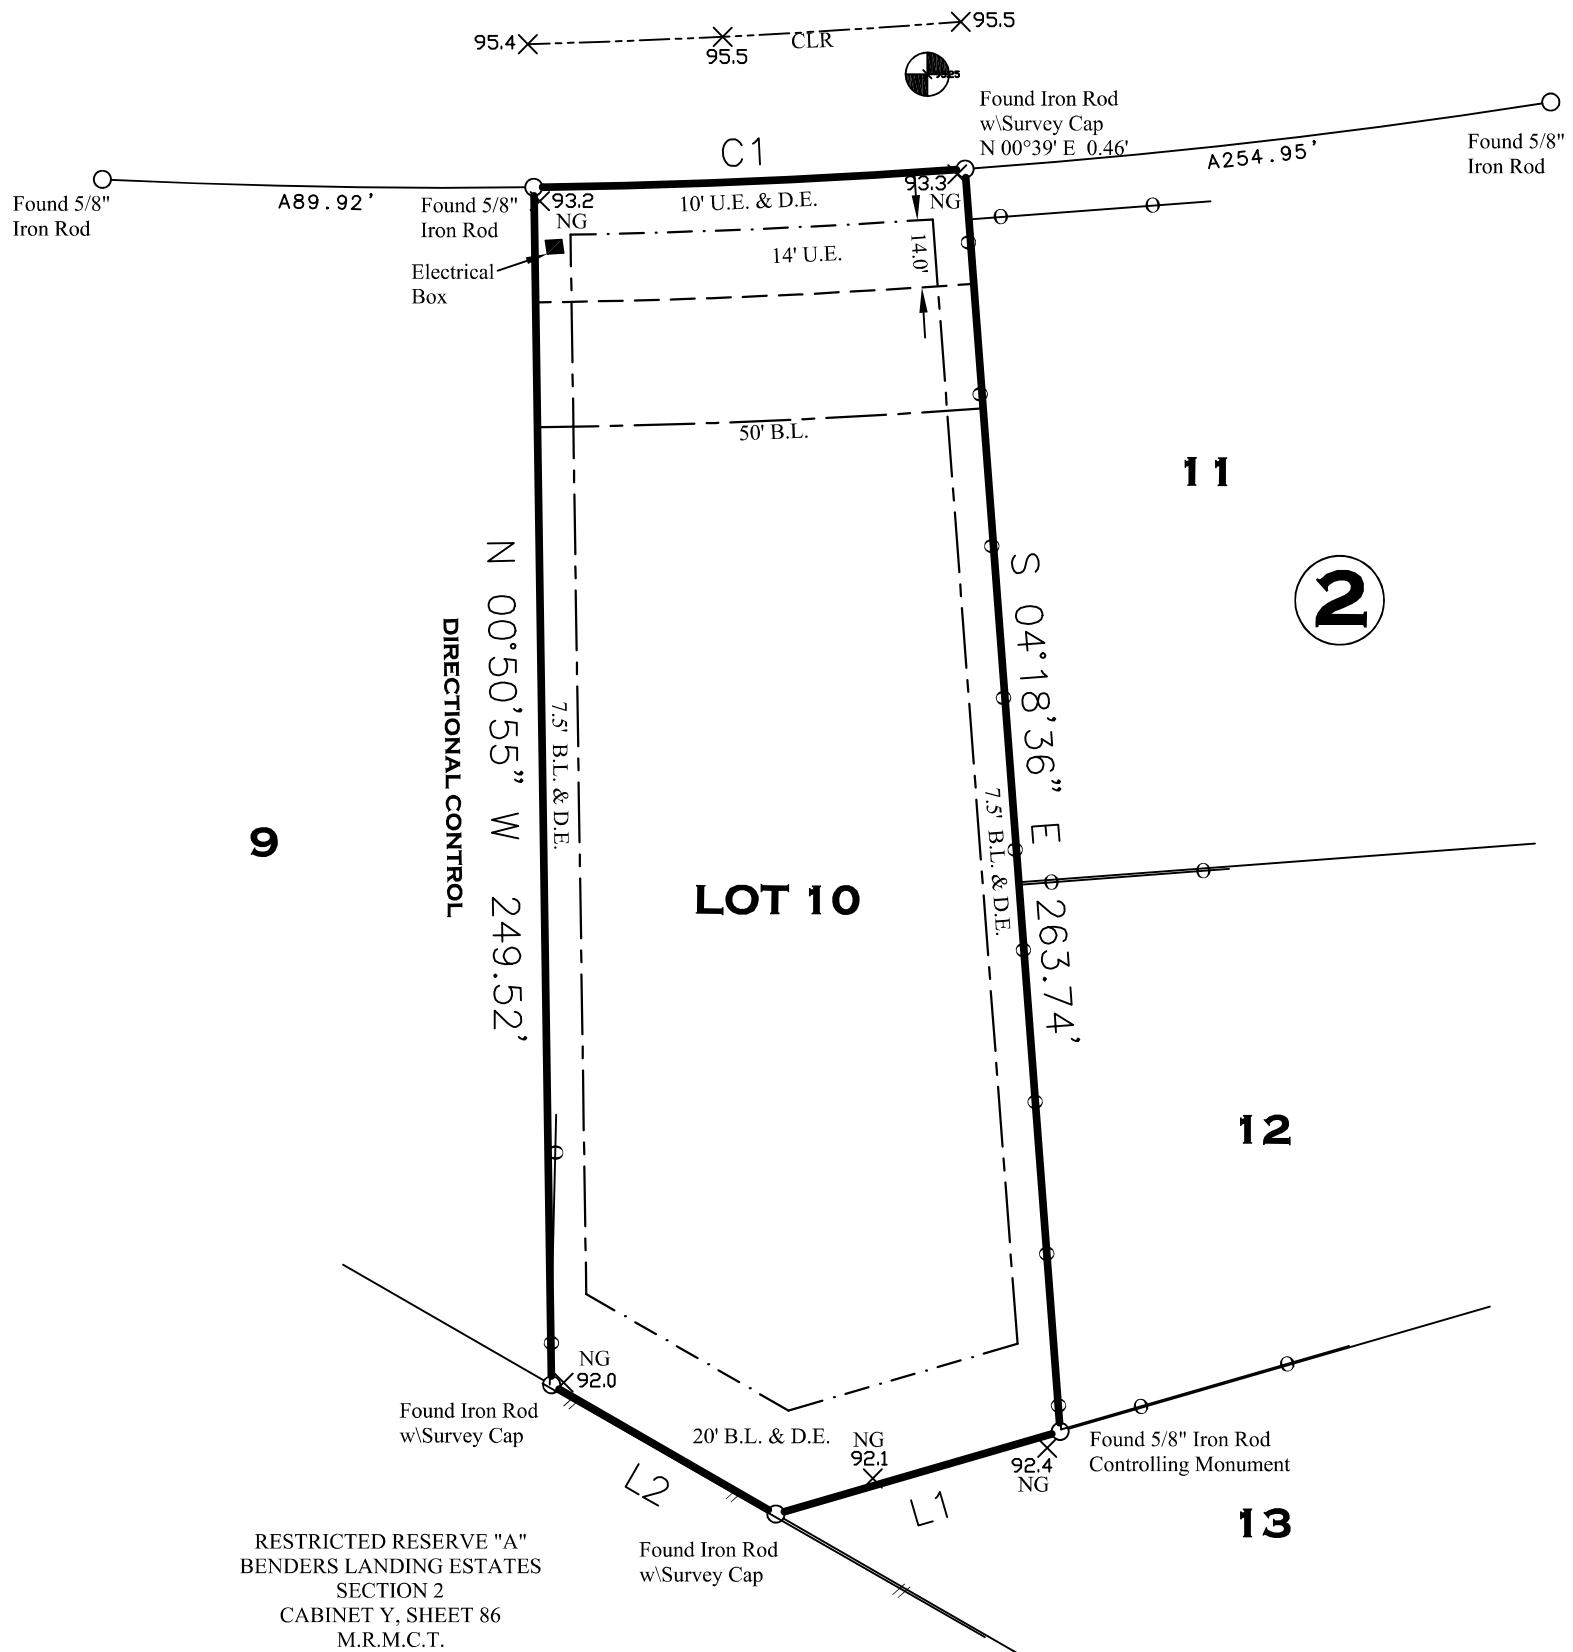 95.4
95.5
CLR
95.5
Found Iron Rod
w\Survey Cap
N 00°39' E 0.46'
Found 5/8"
Iron Rod
A89.92'
Found 5/8"
Iron Rod
C1
93.2
NG
10' U.E. & D.E.
93.3
NG
A254.95'
Found 5/8"
Iron Rod
Electrical
Box
14' U.E.
14.0'
50' B.L.
11
2
N 00°50'55" W 249.52'
DIRECTIONAL CONTROL
7.5' B.L. & D.E.
S 04°18'36" E 263.74'
7.5' B.L. & D.E.
9
LOT 10
12
NG
92.0
Found Iron Rod
w\Survey Cap
20' B.L. & D.E.
NG
92.1
92.4
NG
Found 5/8" Iron Rod
Controlling Monument
L2
L1
13
Found Iron Rod
w\Survey Cap
RESTRICTED RESERVE "A"
BENDERS LANDING ESTATES
SECTION 2
CABINET Y, SHEET 86
M.R.M.C.T.